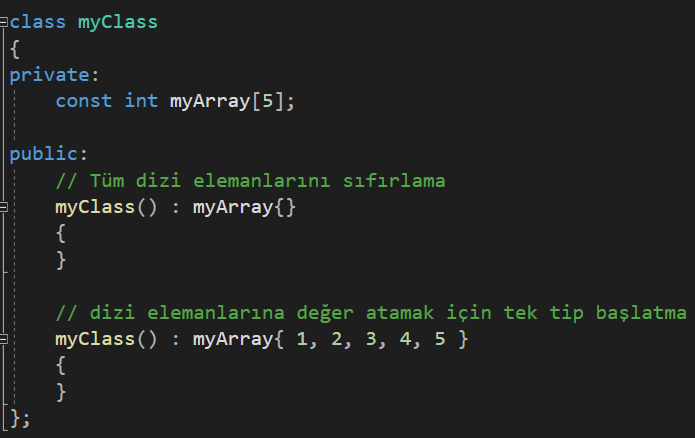 class myClass
{
private:
    const int myArray[5];

public:
    // Tüm dizi elemanlarını sıfırlama
    myClass() : myArray{}
    {
    }

    // dizi elemanlarına değer atamak için tek tip başlatma
    myClass() : myArray{ 1, 2, 3, 4, 5 }
    {
    }
};